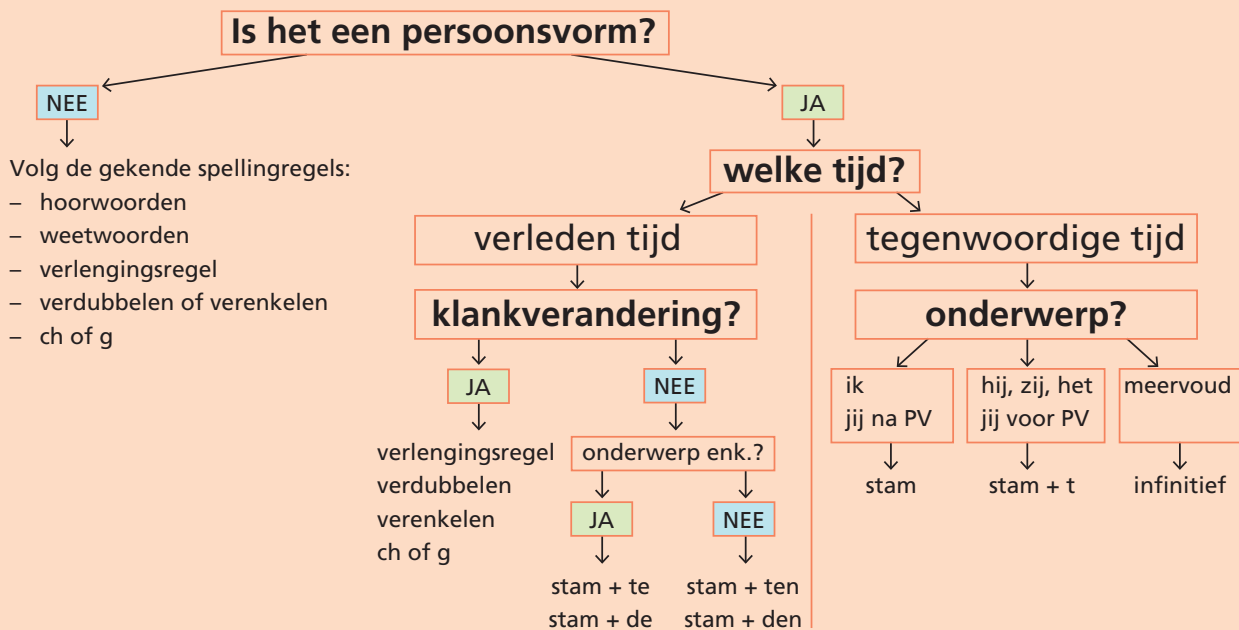 Is het een persoonsvorm?
NEE
Volg de gekende spellingregels:
– hoorwoorden
– weetwoorden
– verlengingsregel
– verdubbelen of verenkelen
– ch of g
JA
welke tijd?
verleden tijd
klankverandering?
JA
verlengingsregel
verdubbelen
verenkelen
ch of g
NEE
onderwerp enk.?
JA
stam + te
stam + de
NEE
stam + ten
stam + den
tegenwoordige tijd
onderwerp?
ik
jij na PV
stam
hij, zij, het
jij voor PV
stam + t
meervoud
infinitief